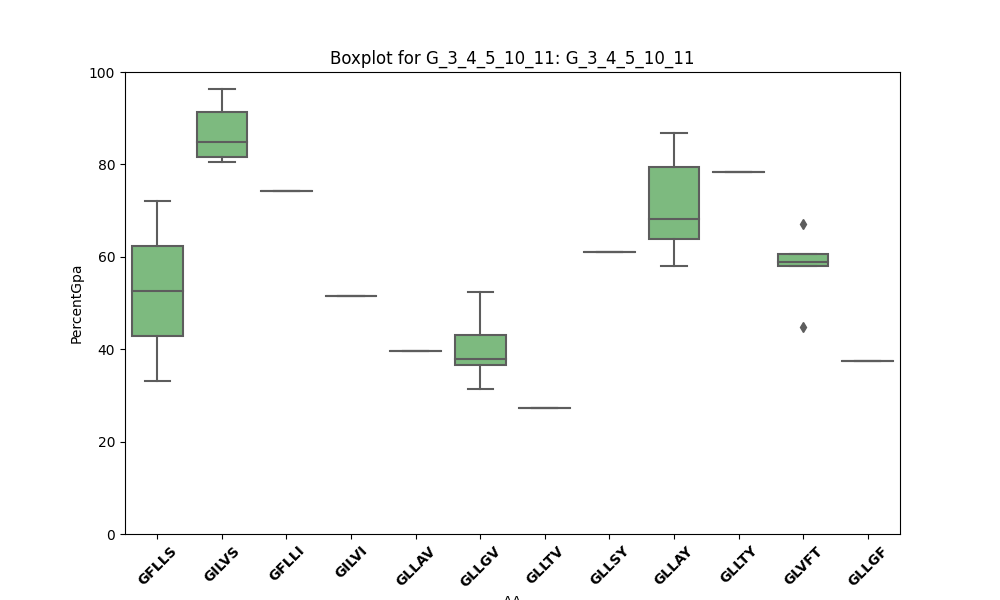 Boxplot for G_3_4_5_10_11: G_3_4_5_10_11
100
80
60
40
20
0
PercentGpa
GFLLS
GILVS
GFLLI
GILVI
GLLAV
GLLGV
GLLTV
GLLSY
GLLAY
GLLTY
GLVFT
GLLGF
AA